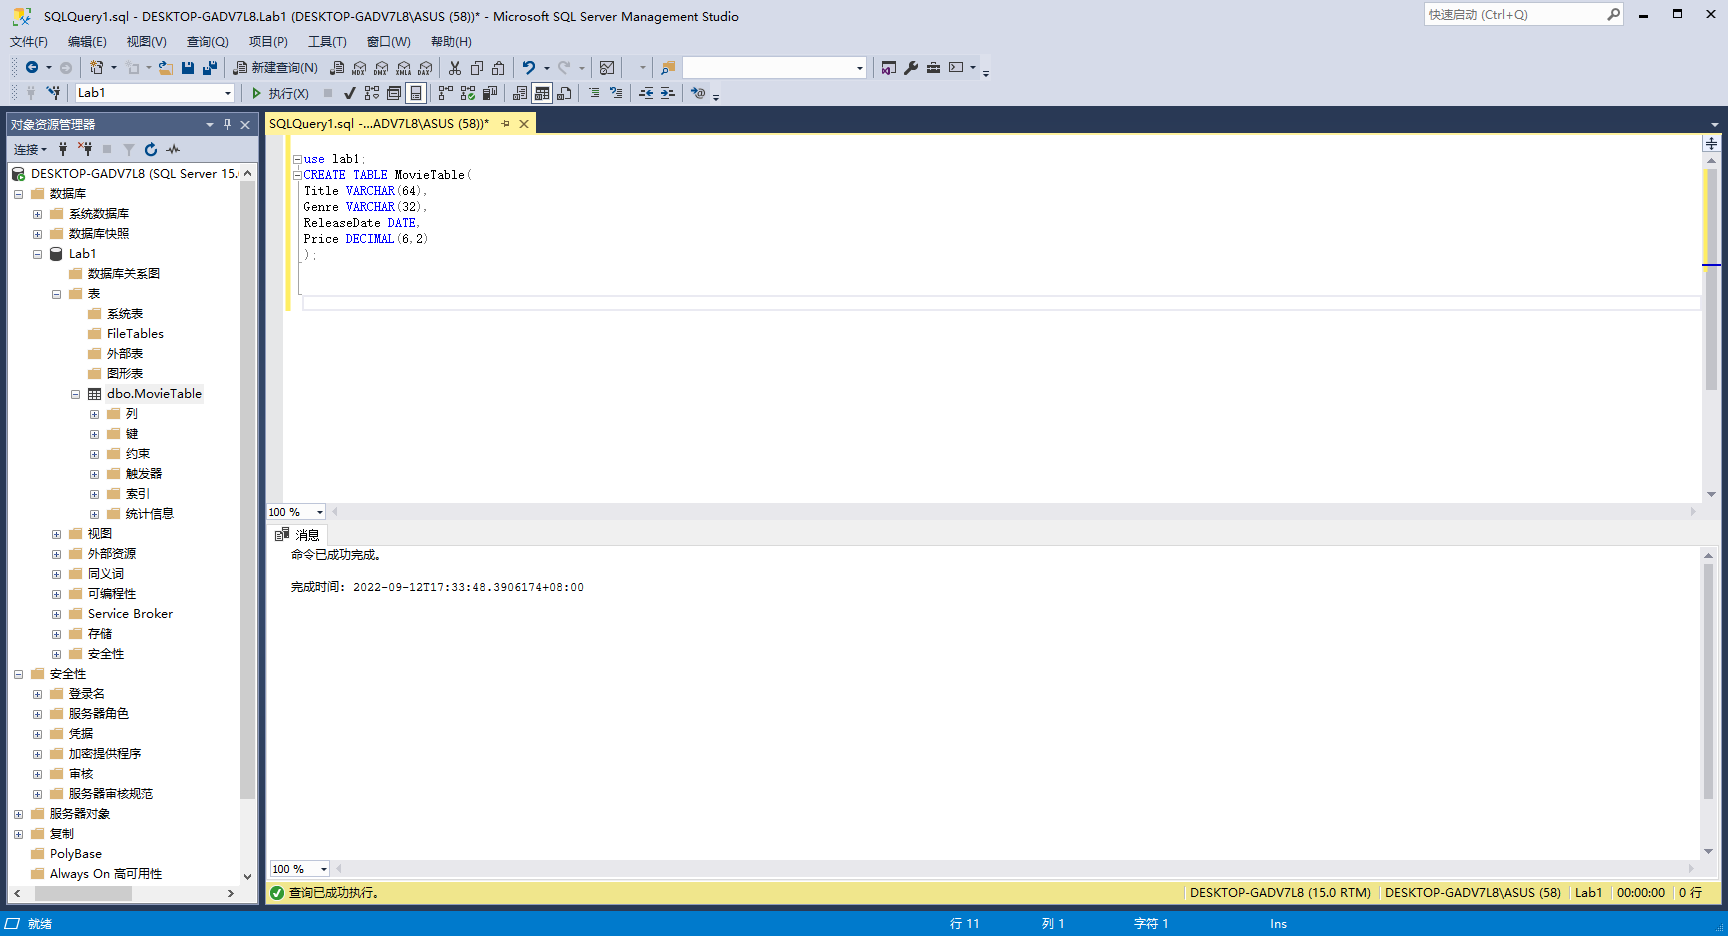 SQLQuery1.sql - DESKTOP-GADV7L8.Lab1 (DESKTOP-GADV7L8\ASUS (58))* - Microsoft SQL Server Management Studio
快速启动 (Ctrl+Q)
文件(F) 编辑(E) 视图(V) 查询(Q) 项目(P) 工具(T) 窗口(W) 帮助(H)
新建查询(N)
MDX DMX XMLA DAX
Lab1
执行(X)
对象资源管理器
连接
DESKTOP-GADV7L8 (SQL Server 15.
数据库
系统数据库
数据库快照
Lab1
数据库关系图
表
系统表
FileTables
外部表
图形表
dbo.MovieTable
列
键
约束
触发器
索引
统计信息
视图
外部资源
同义词
可编程性
Service Broker
存储
安全性
安全性
登录名
服务器角色
凭据
加密提供程序
审核
服务器审核规范
服务器对象
复制
PolyBase
Always On 高可用性
SQLQuery1.sql -...ADV7L8\ASUS (58))*
use lab1;
CREATE TABLE MovieTable(
Title VARCHAR(64),
Genre VARCHAR(32),
ReleaseDate DATE,
Price DECIMAL(6,2)
);
100 %
消息
命令已成功完成。
完成时间: 2022-09-12T17:33:48.3906174+08:00
100 %
查询已成功执行。
DESKTOP-GADV7L8 (15.0 RTM) DESKTOP-GADV7L8\ASUS (58) Lab1 00:00:00 0 行
就绪
行 11 列 1 字符 1 Ins